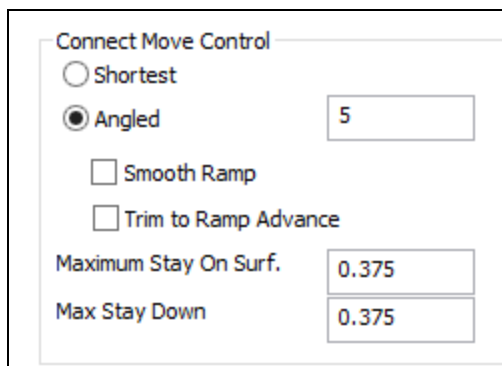 Connect Move Control
Shortest
Angled 5
Smooth Ramp
Trim to Ramp Advance
Maximum Stay On Surf. 0.375
Max Stay Down 0.375